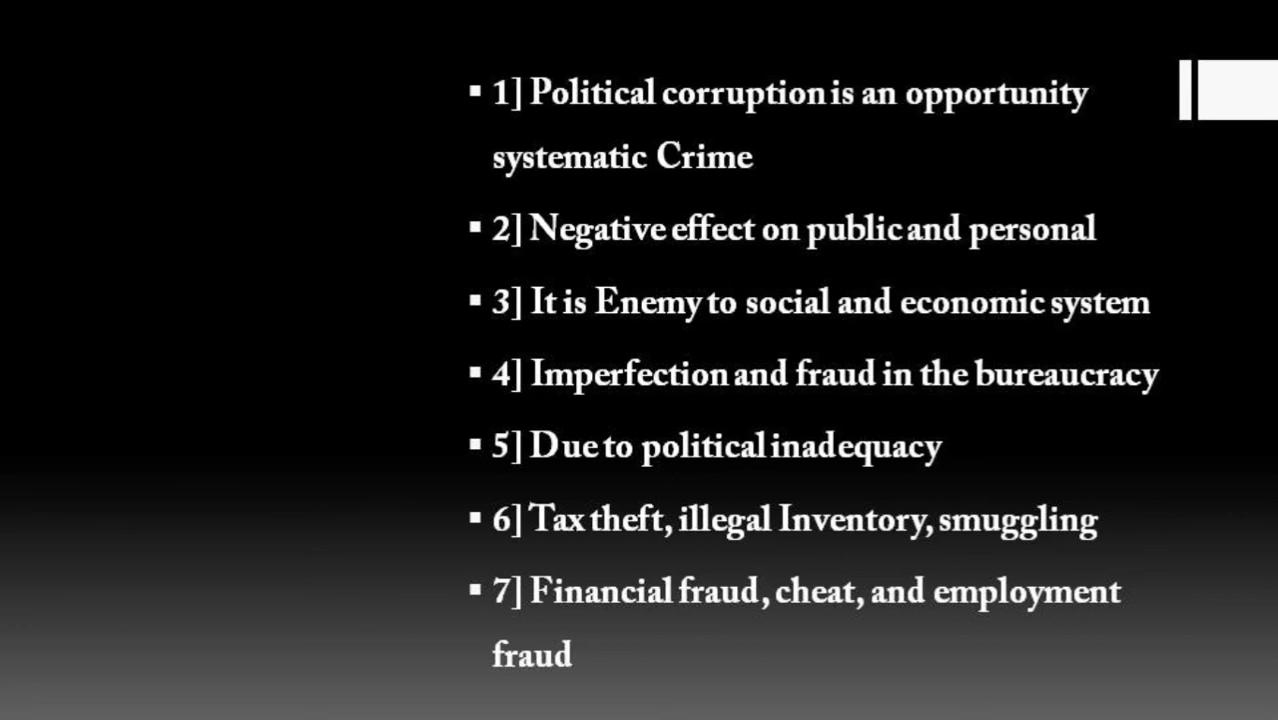 ▪ 1] Political corruption is an opportunity
systematic Crime
▪ 2] Negative effect on public and personal
▪ 3] It is Enemy to social and economic system
▪ 4] Imperfection and fraud in the bureaucracy
▪ 5] Due to political inadequacy
▪ 6] Tax theft, illegal Inventory, smuggling
▪ 7] Financial fraud, cheat, and employment
fraud